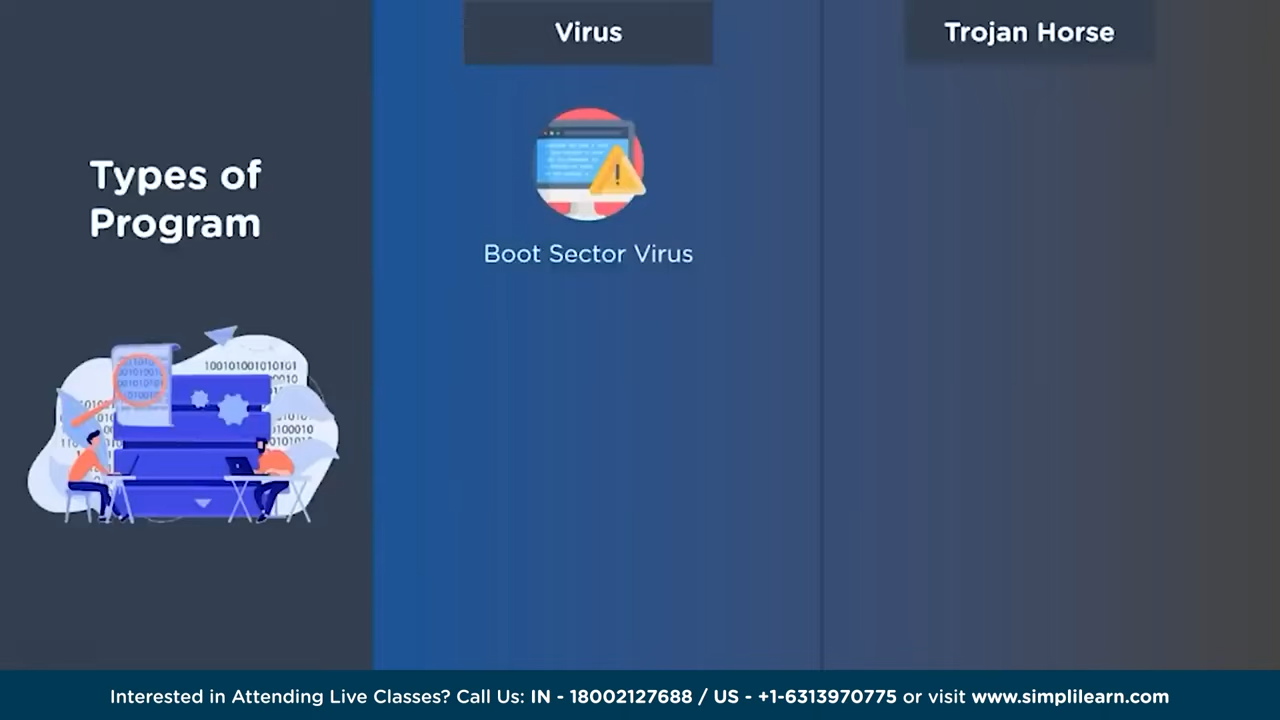 Virus
Trojan Horse
Types of
Program
Boot Sector Virus
100101001010101
Interested in Attending Live Classes? Call Us: IN - 18002127688 / US - +1-6313970775 or visit www.simplilearn.com